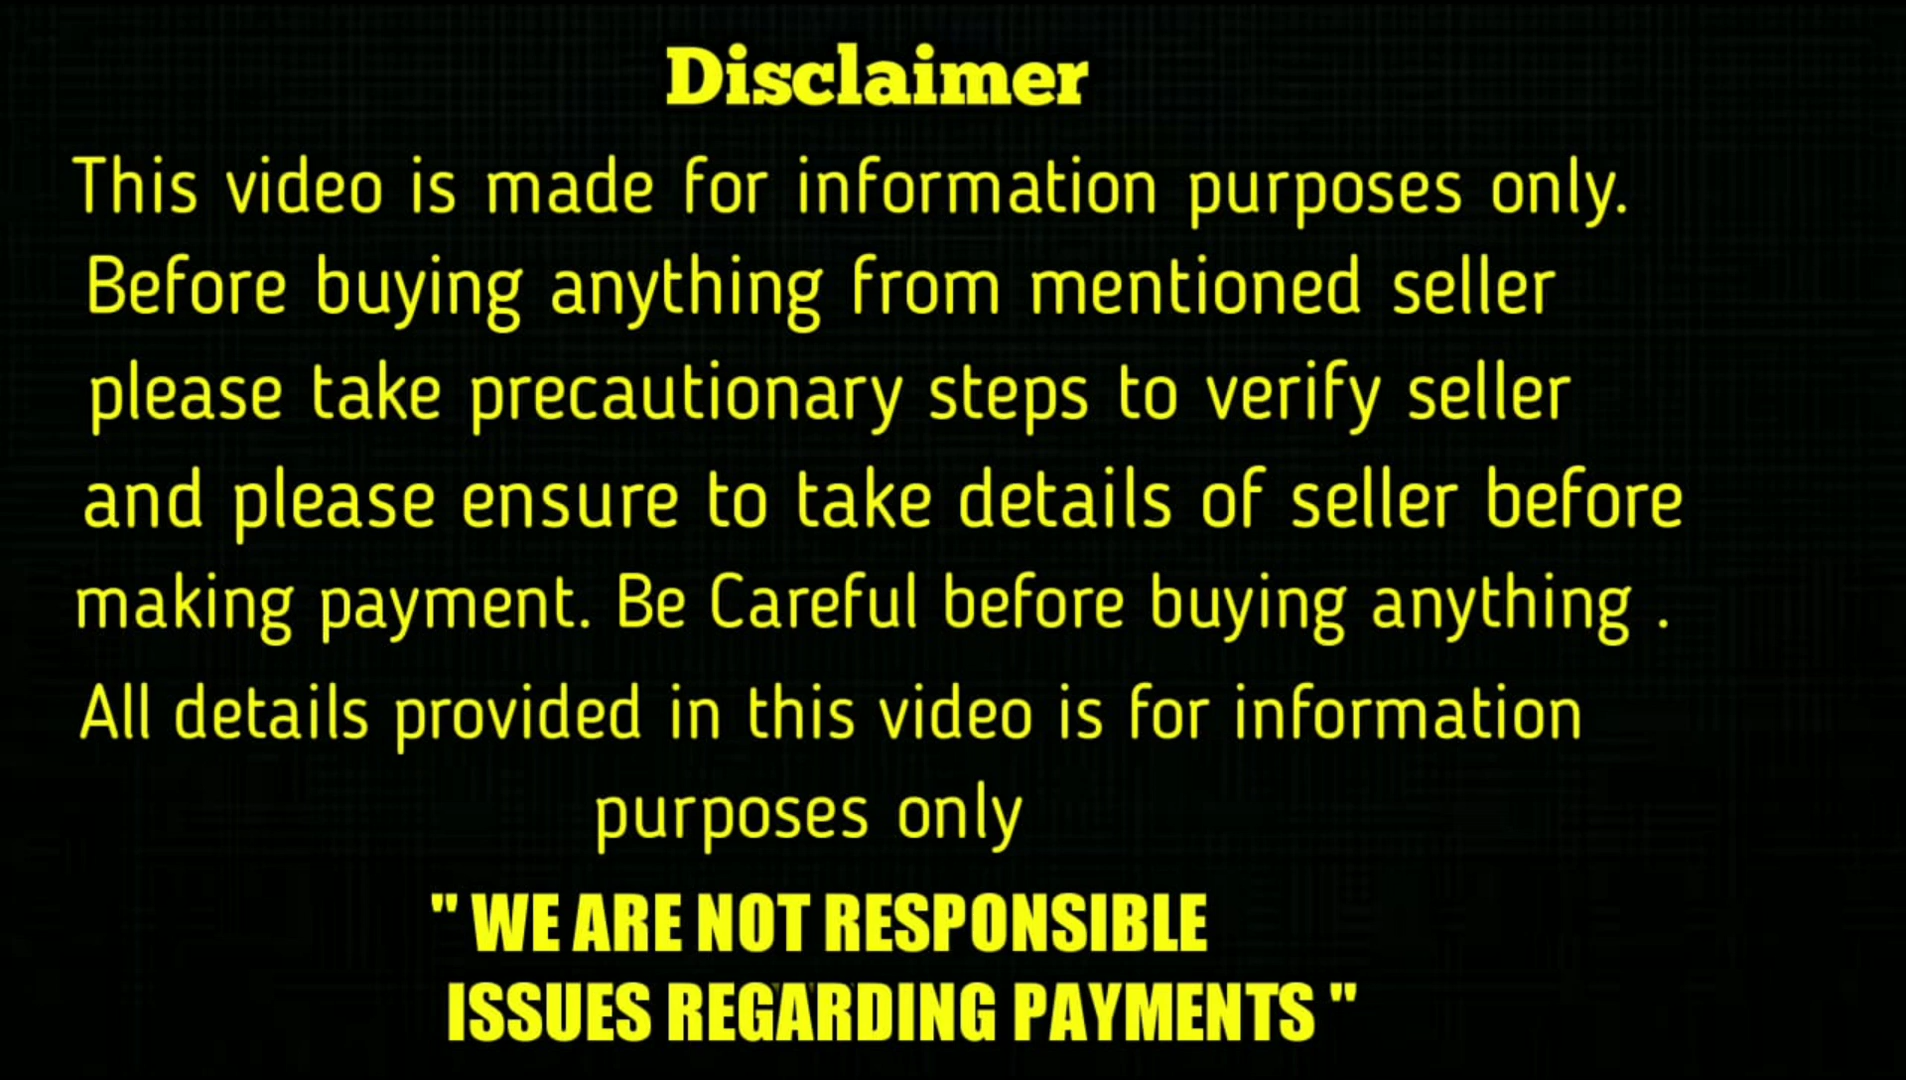 Disclaimer
This video is made for information purposes only.
Before buying anything from mentioned seller
please take precautionary steps to verify seller
and please ensure to take details of seller before
making payment. Be Careful before buying anything .
All details provided in this video is for information
purposes only
" WE ARE NOT RESPONSIBLE
ISSUES REGARDING PAYMENTS "